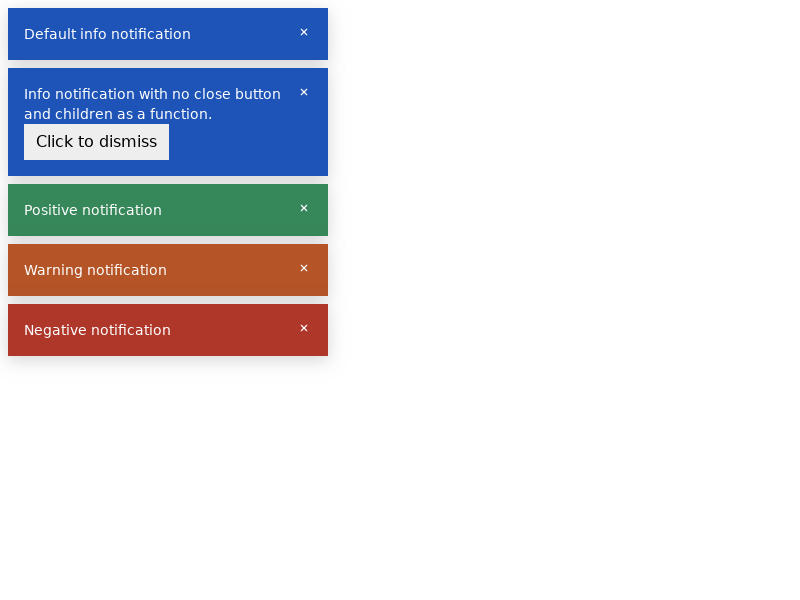 Default info notification ×
Info notification with no close button ×
and children as a function.
Click to dismiss
Positive notification ×
Warning notification ×
Negative notification ×